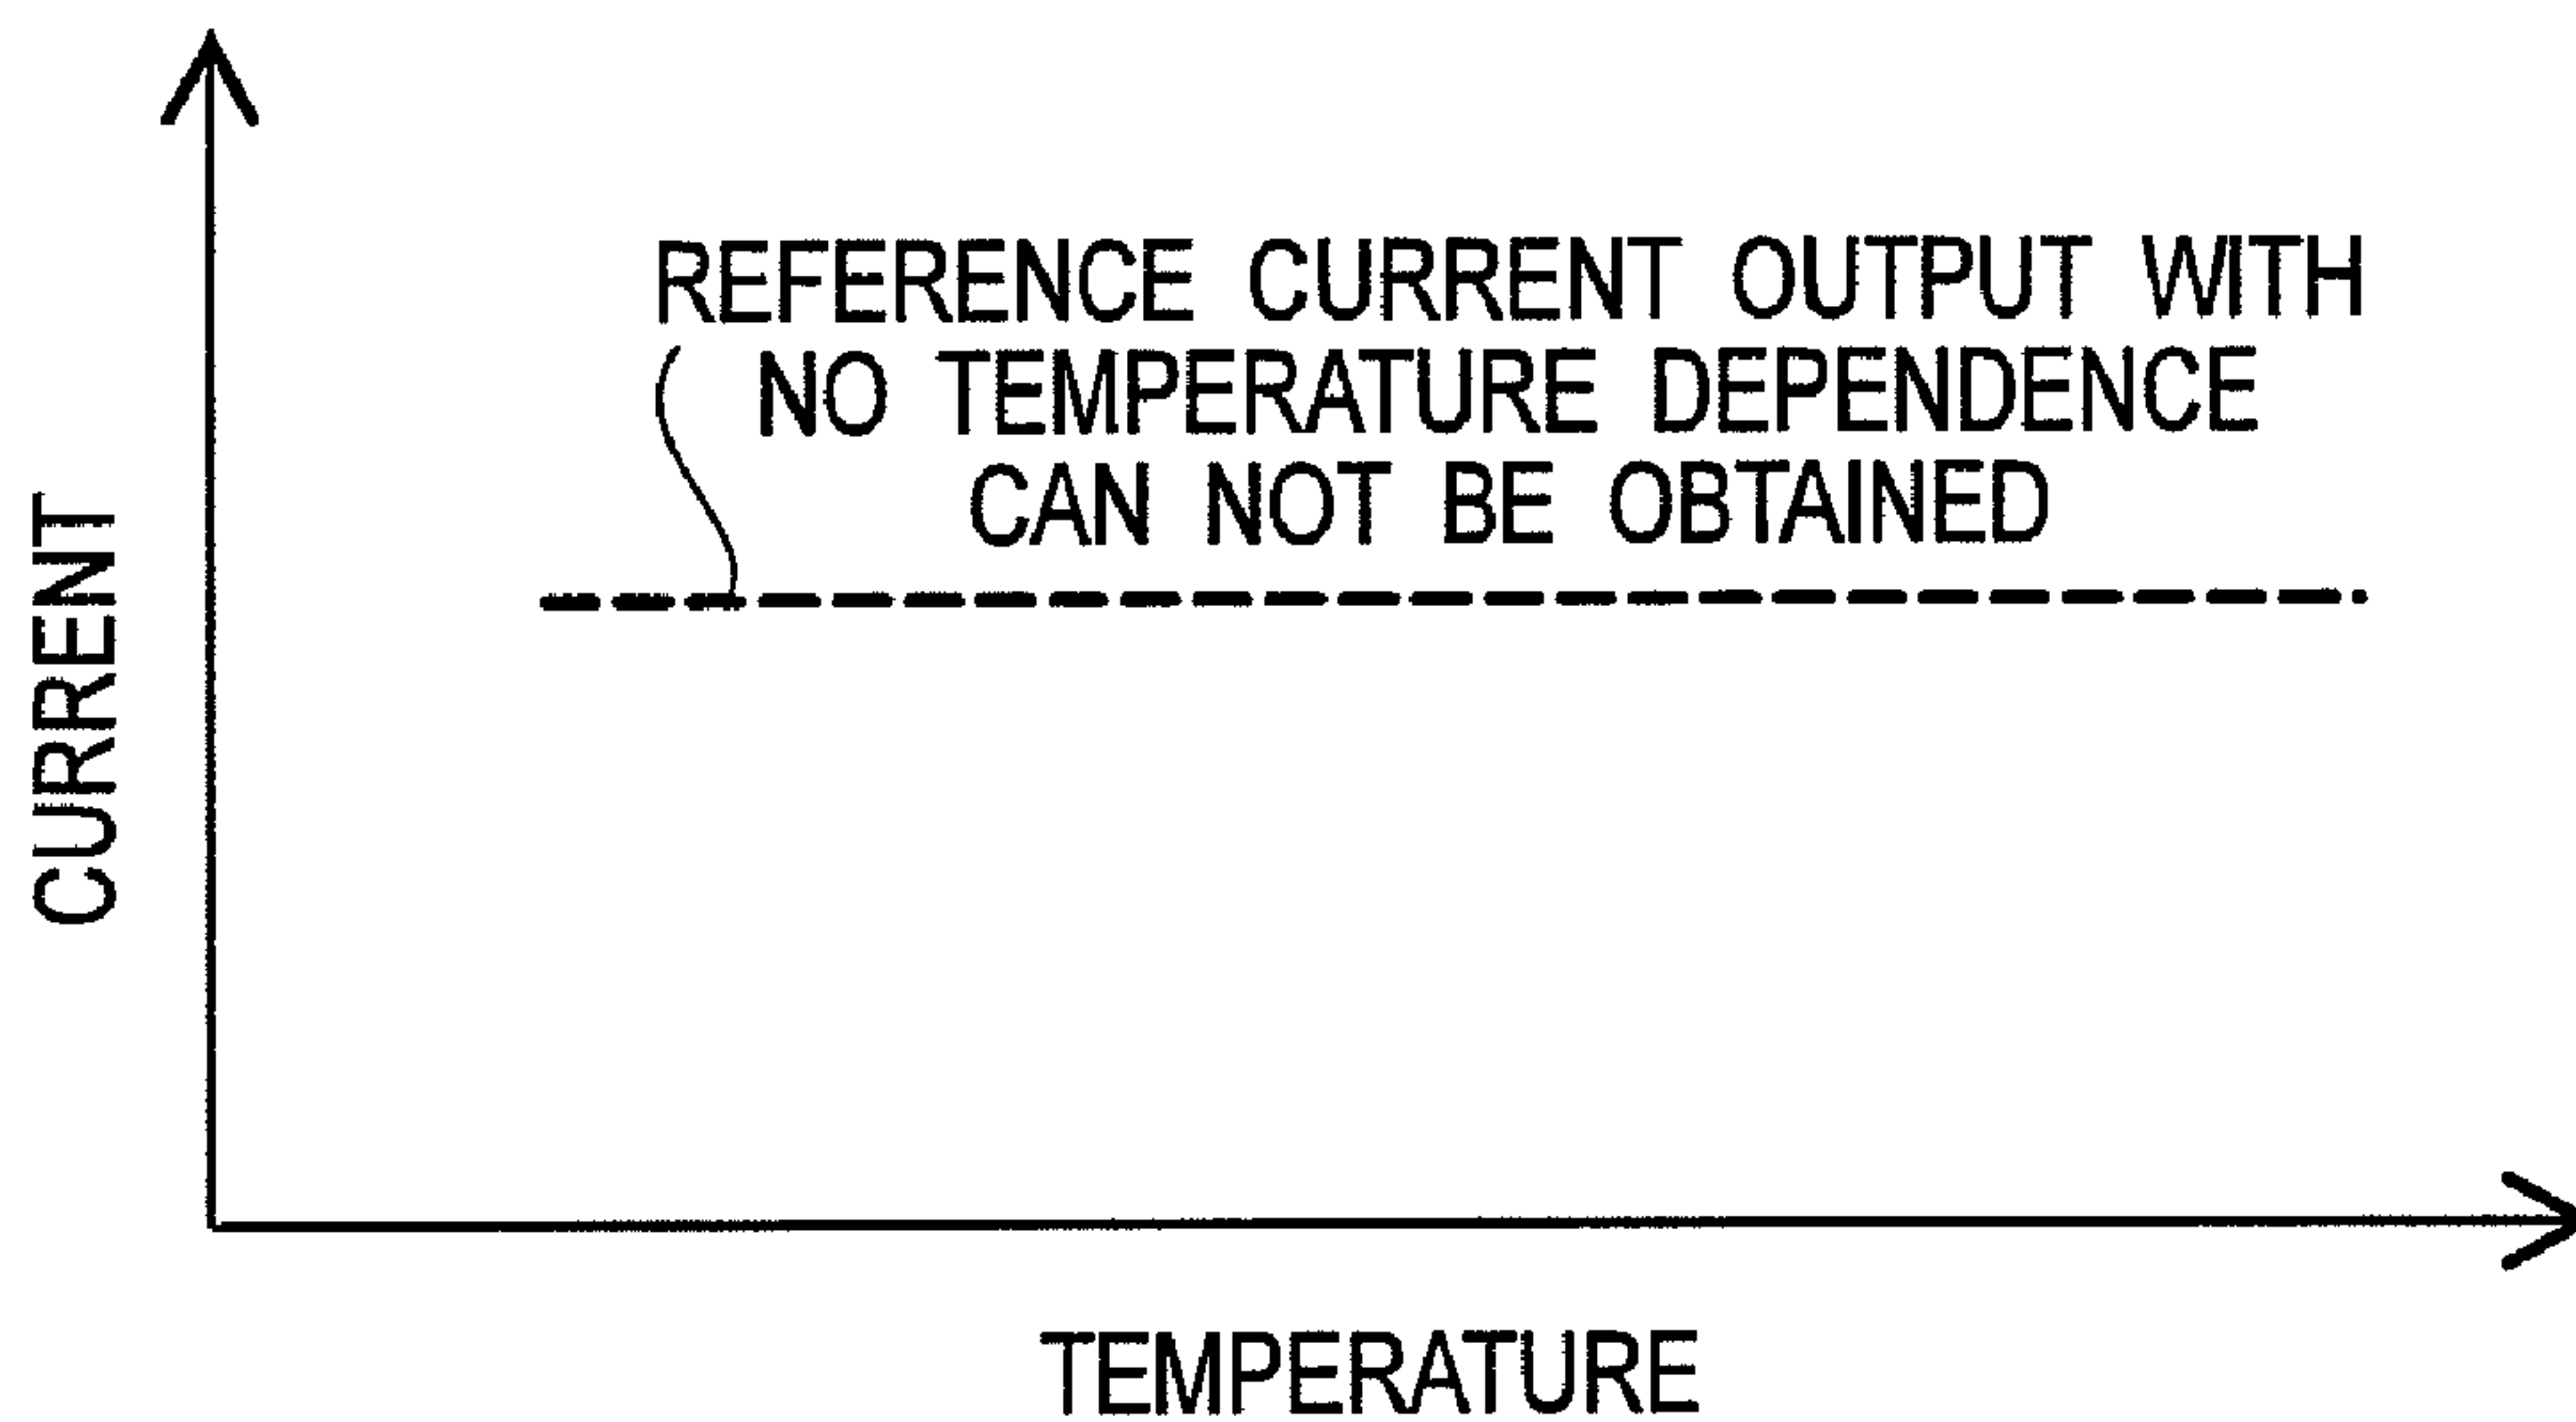 REFERENCE CURRENT OUTPUT WITH
NO TEMPERATURE DEPENDENCE
CAN NOT BE OBTAINED
CURRENT
TEMPERATURE